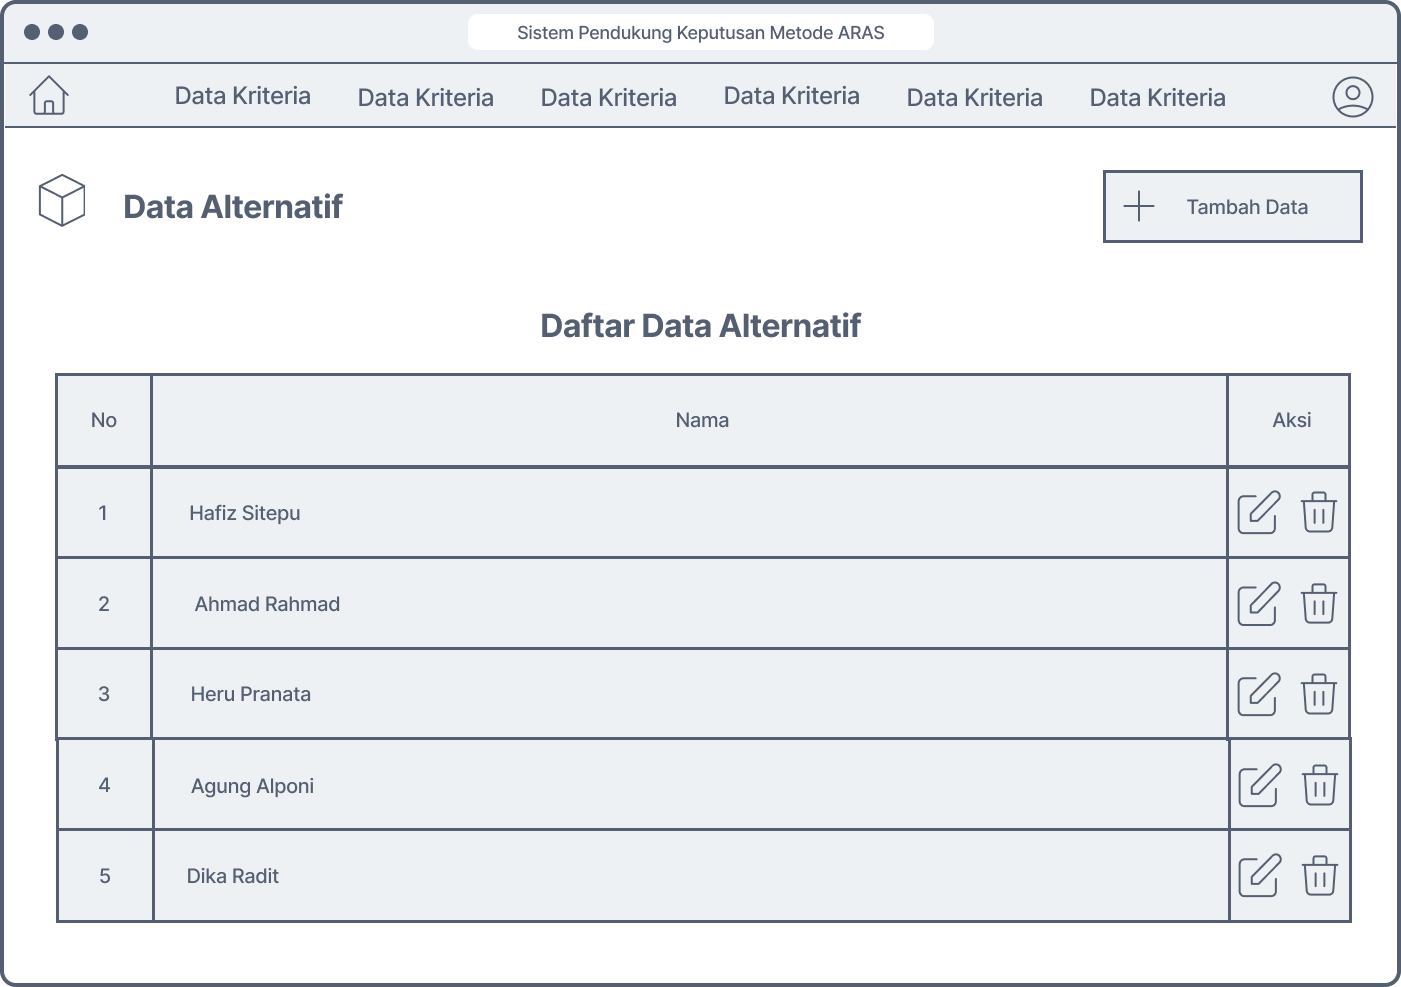 Sistem Pendukung Keputusan Metode ARAS
Data Kriteria Data Kriteria Data Kriteria Data Kriteria Data Kriteria Data Kriteria
Data Alternatif
Tambah Data
Daftar Data Alternatif
No Nama Aksi
1 Hafiz Sitepu
2 Ahmad Rahmad
3 Heru Pranata
4 Agung Alponi
5 Dika Radit